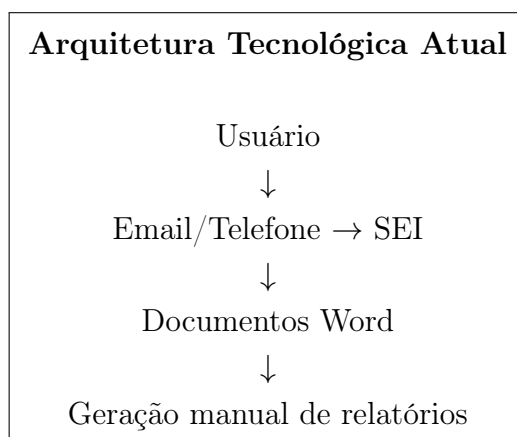 Arquitetura Tecnológica Atual
Usuário
↓
Email/Telefone → SEI
↓
Documentos Word
↓
Geração manual de relatórios